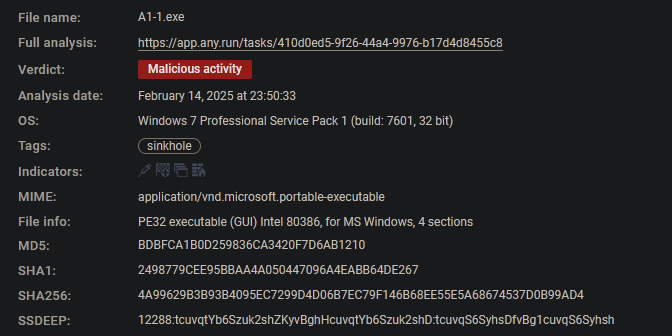 File name: A1-1.exe
Full analysis: https://app.any.run/tasks/410d0ed5-9f26-44a4-9976-b17d4d8455c8
Verdict: Malicious activity
Analysis date: February 14, 2025 at 23:50:33
OS: Windows 7 Professional Service Pack 1 (build: 7601, 32 bit)
Tags: sinkhole
Indicators:
MIME: application/vnd.microsoft.portable-executable
File info: PE32 executable (GUI) Intel 80386, for MS Windows, 4 sections
MD5: BDBFCA1B0D259836CA3420F7D6AB1210
SHA1: 2498779CEE95BBAA4A050447096A4EABB64DE267
SHA256: 4A99629B3B93B4095EC7299D4D06B7EC79F146B68EE55E5A68674537D0B99AD4
SSDEEP: 12288:tcuvqtYb6Szuk2shZKyvBghHcuvqtYb6Szuk2shD:tcuvqS6SyhsDfvBg1cuvqS6Syhsh